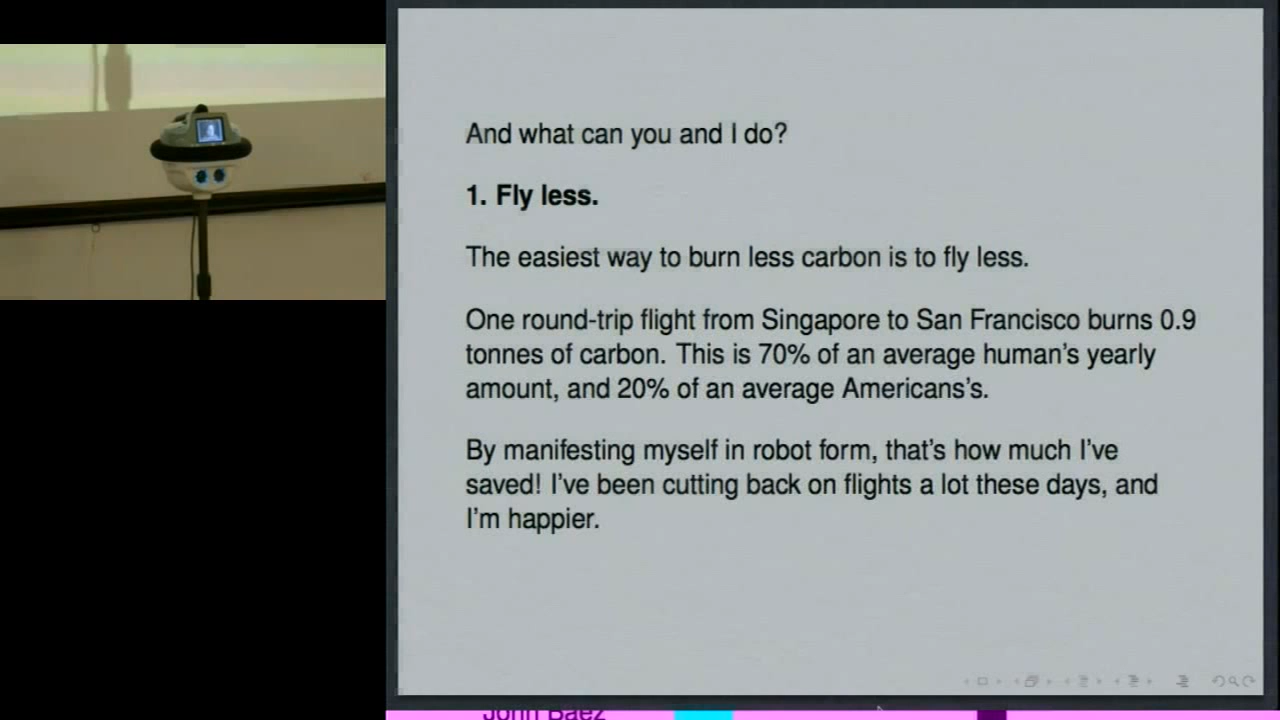 And what can you and I do?
1. Fly less.
The easiest way to burn less carbon is to fly less.
One round-trip flight from Singapore to San Francisco burns 0.9
tonnes of carbon. This is 70% of an average human's yearly
amount, and 20% of an average Americans's.
By manifesting myself in robot form, that's how much I've
saved! I've been cutting back on flights a lot these days, and
I'm happier.
John Baez